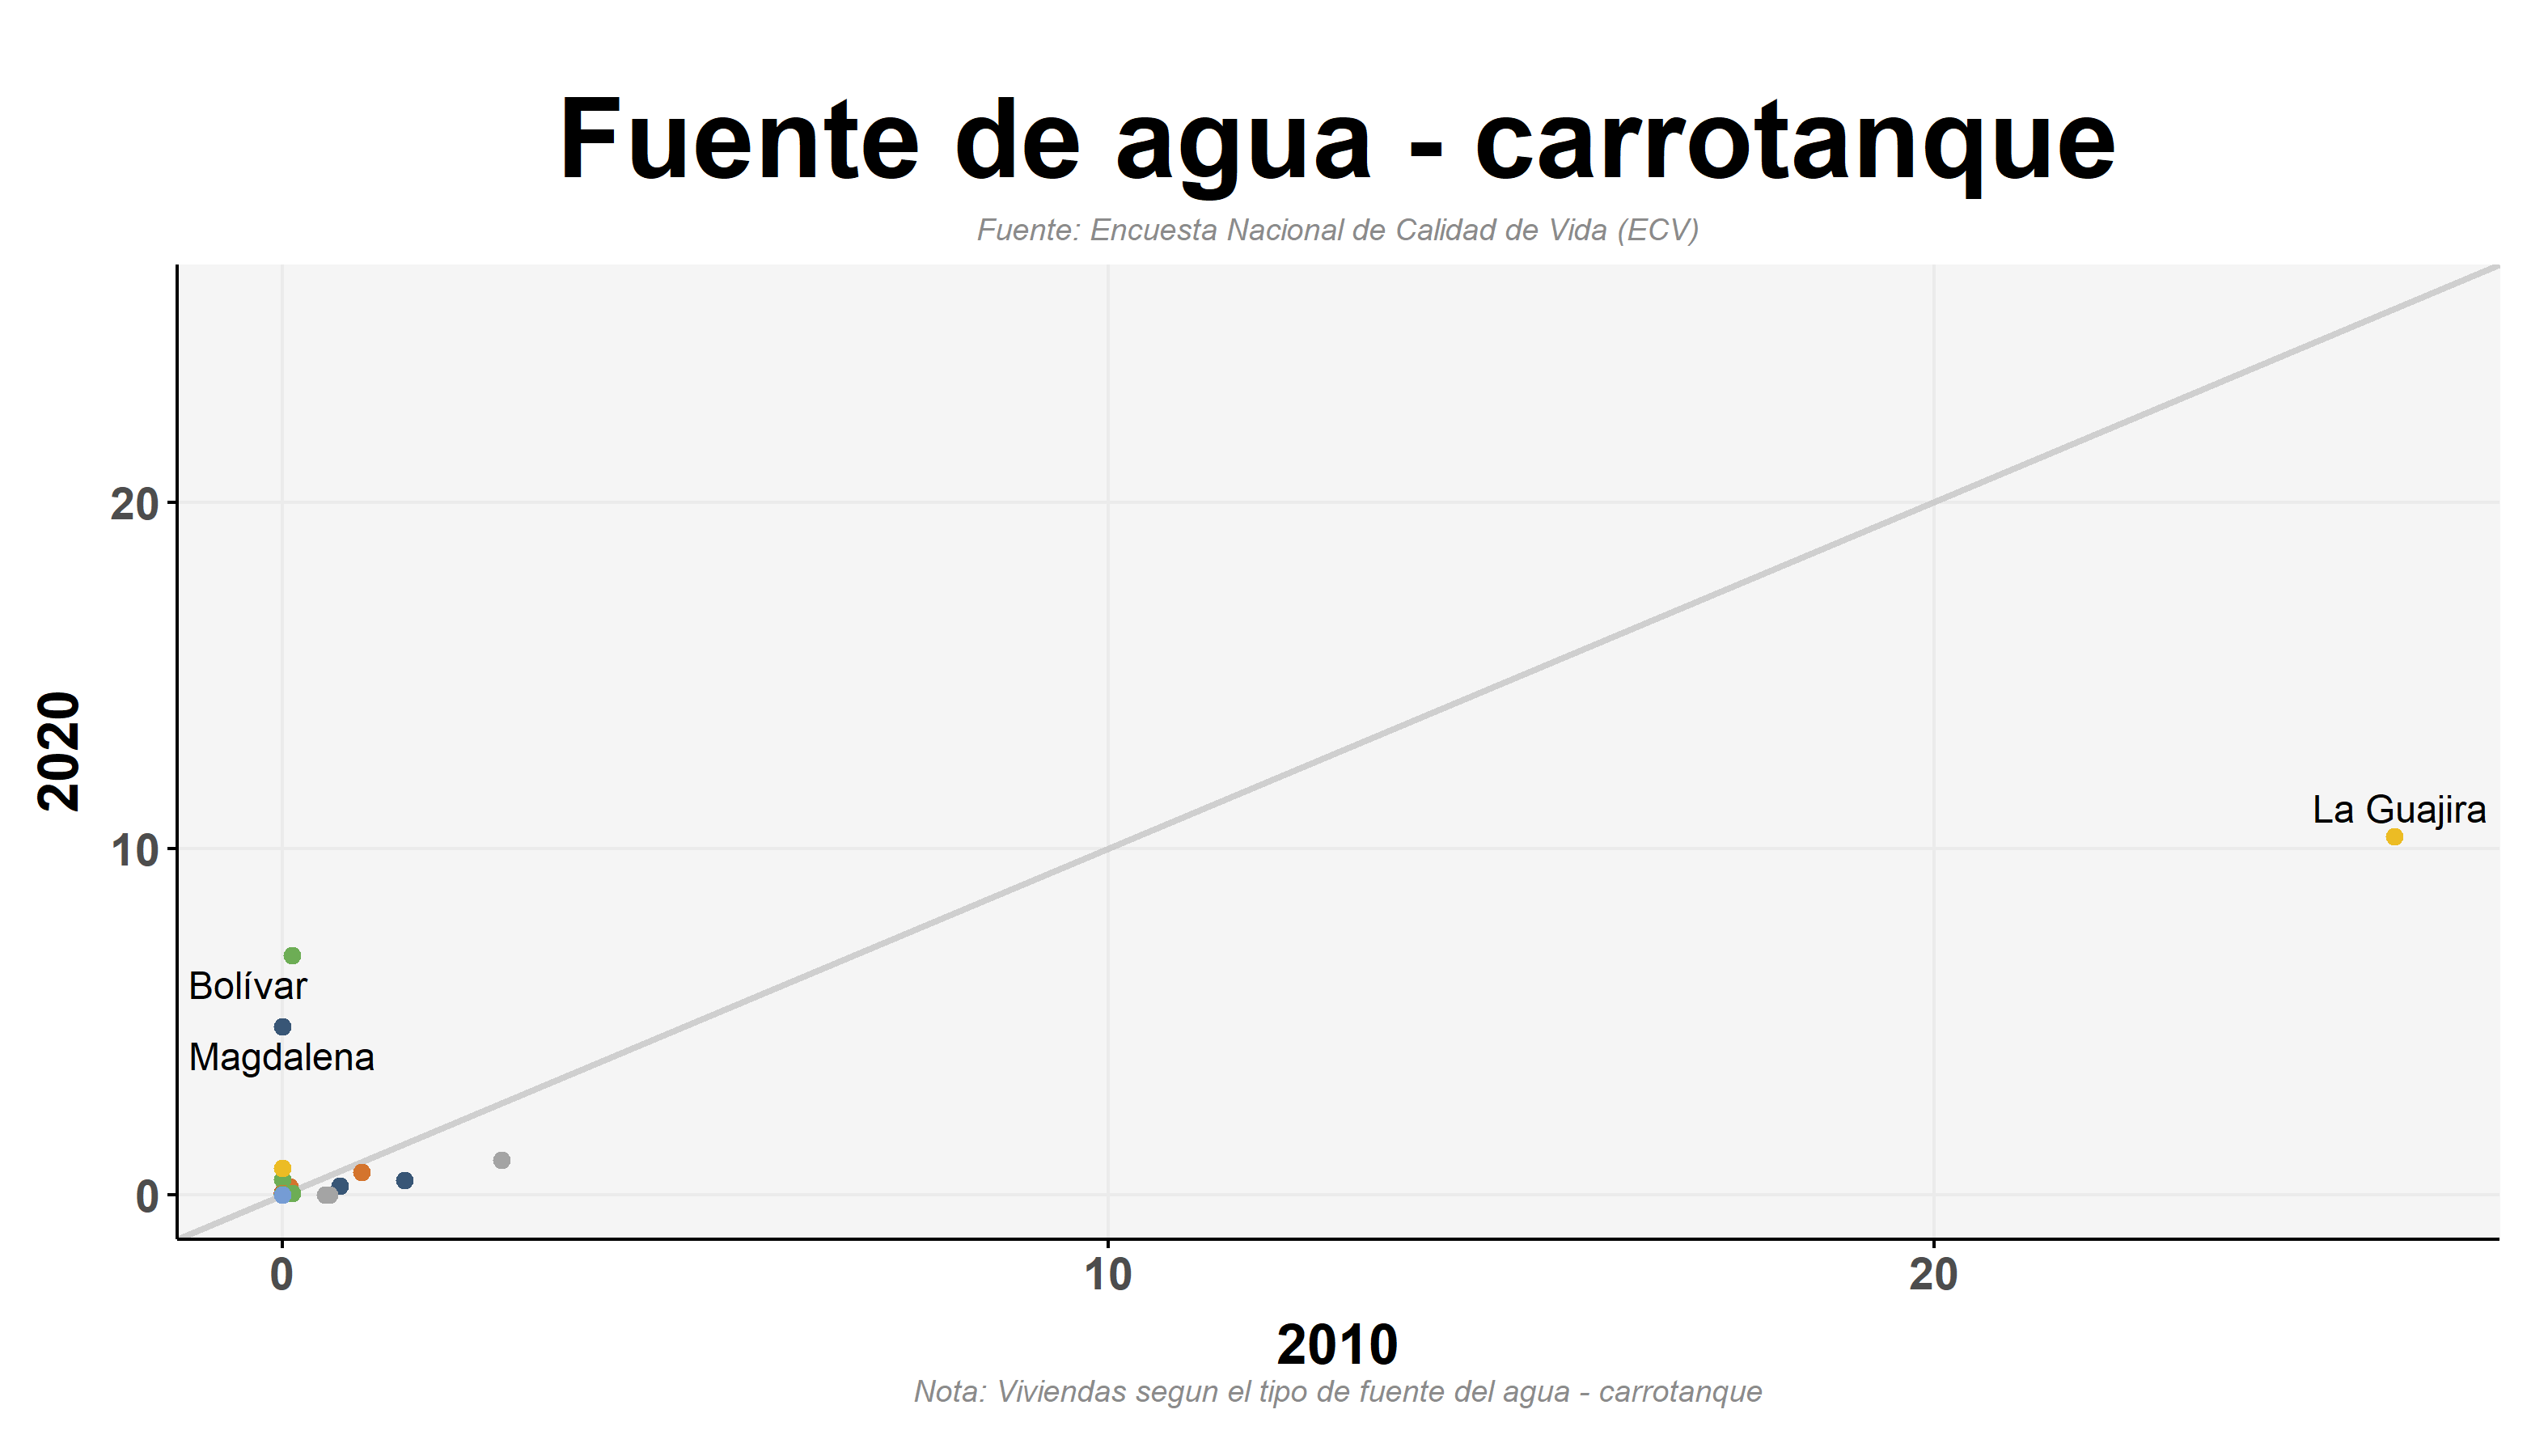 Fuente de agua - carrotanque
Fuente: Encuesta Nacional de Calidad de Vida (ECV)
20
La Guajira
10
Bolívar
Magdalena
0
2020
0 10 20
2010
Nota: Viviendas segun el tipo de fuente del agua - carrotanque